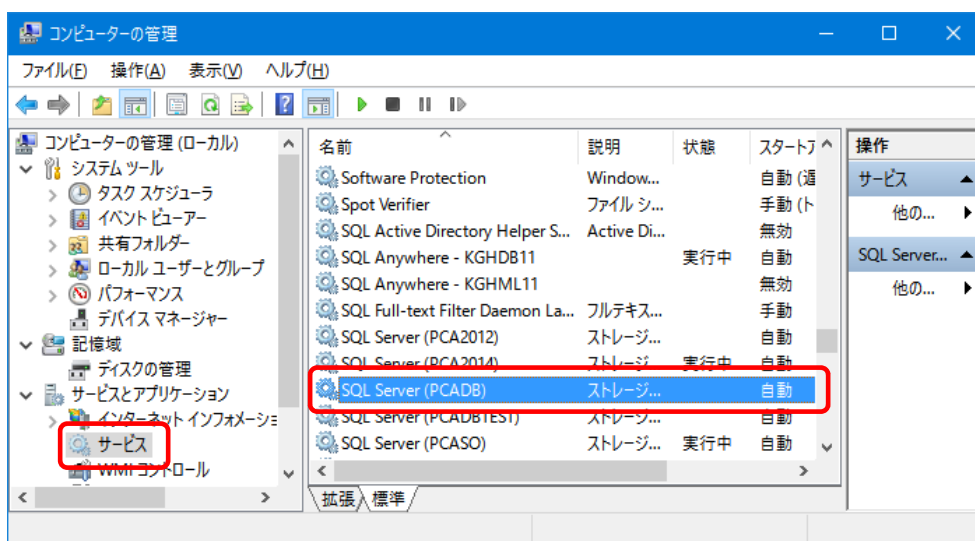 コンピューターの管理
ファイル(F) 操作(A) 表示(V) ヘルプ(H)
コンピューターの管理 (ローカル)
システム ツール
タスク スケジューラ
イベント ビューアー
共有フォルダー
ローカル ユーザーとグループ
パフォーマンス
デバイス マネージャー
記憶域
ディスクの管理
サービスとアプリケーション
インターネット インフォメーショ
サービス
WMI コントロール
名前 説明 状態 スタートア
Software Protection Window... 自動 (遅
Spot Verifier ファイル シ... 手動 (ト
SQL Active Directory Helper S... Active Di... 無効
SQL Anywhere - KGHDB11 実行中 自動
SQL Anywhere - KGHML11 無効
SQL Full-text Filter Daemon La... フルテキス... 手動
SQL Server (PCA2012) ストレージ... 自動
SQL Server (PCA2014) ストレージ... 実行中 自動
SQL Server (PCADB) ストレージ... 自動
SQL Server (PCADBTEST) ストレージ... 自動
SQL Server (PCASO) ストレージ... 実行中 自動
拡張 標準
操作
サービス
他の...
SQL Server...
他の...